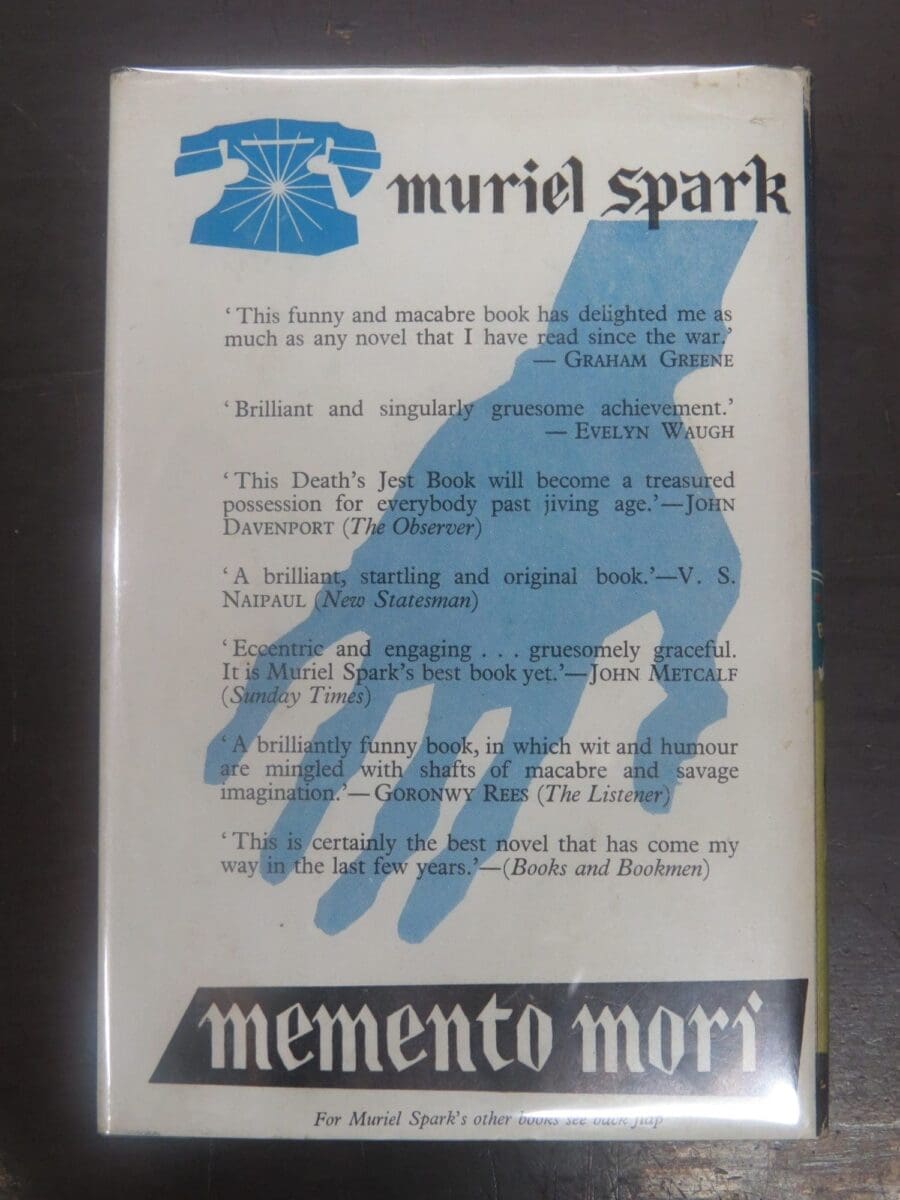 muriel spark
‘This funny and macabre book has delighted me as
much as any novel that I have read since the war.’
— GRAHAM GREENE
‘Brilliant and singularly gruesome achievement.’
— EVELYN WAUGH
‘This Death’s Jest Book will become a treasured
possession for everybody past jiving age.’—JOHN
DAVENPORT (The Observer)
‘A brilliant, startling and original book.’—V. S.
NAIPAUL (New Statesman)
‘Eccentric and engaging . . . gruesomely graceful.
It is Muriel Spark’s best book yet.’—JOHN METCALF
(Sunday Times)
‘A brilliantly funny book, in which wit and humour
are mingled with shafts of macabre and savage
imagination.’—GORONWY REES (The Listener)
‘This is certainly the best novel that has come my
way in the last few years.’—(Books and Bookmen)
memento mori
For Muriel Spark’s other books see back flap